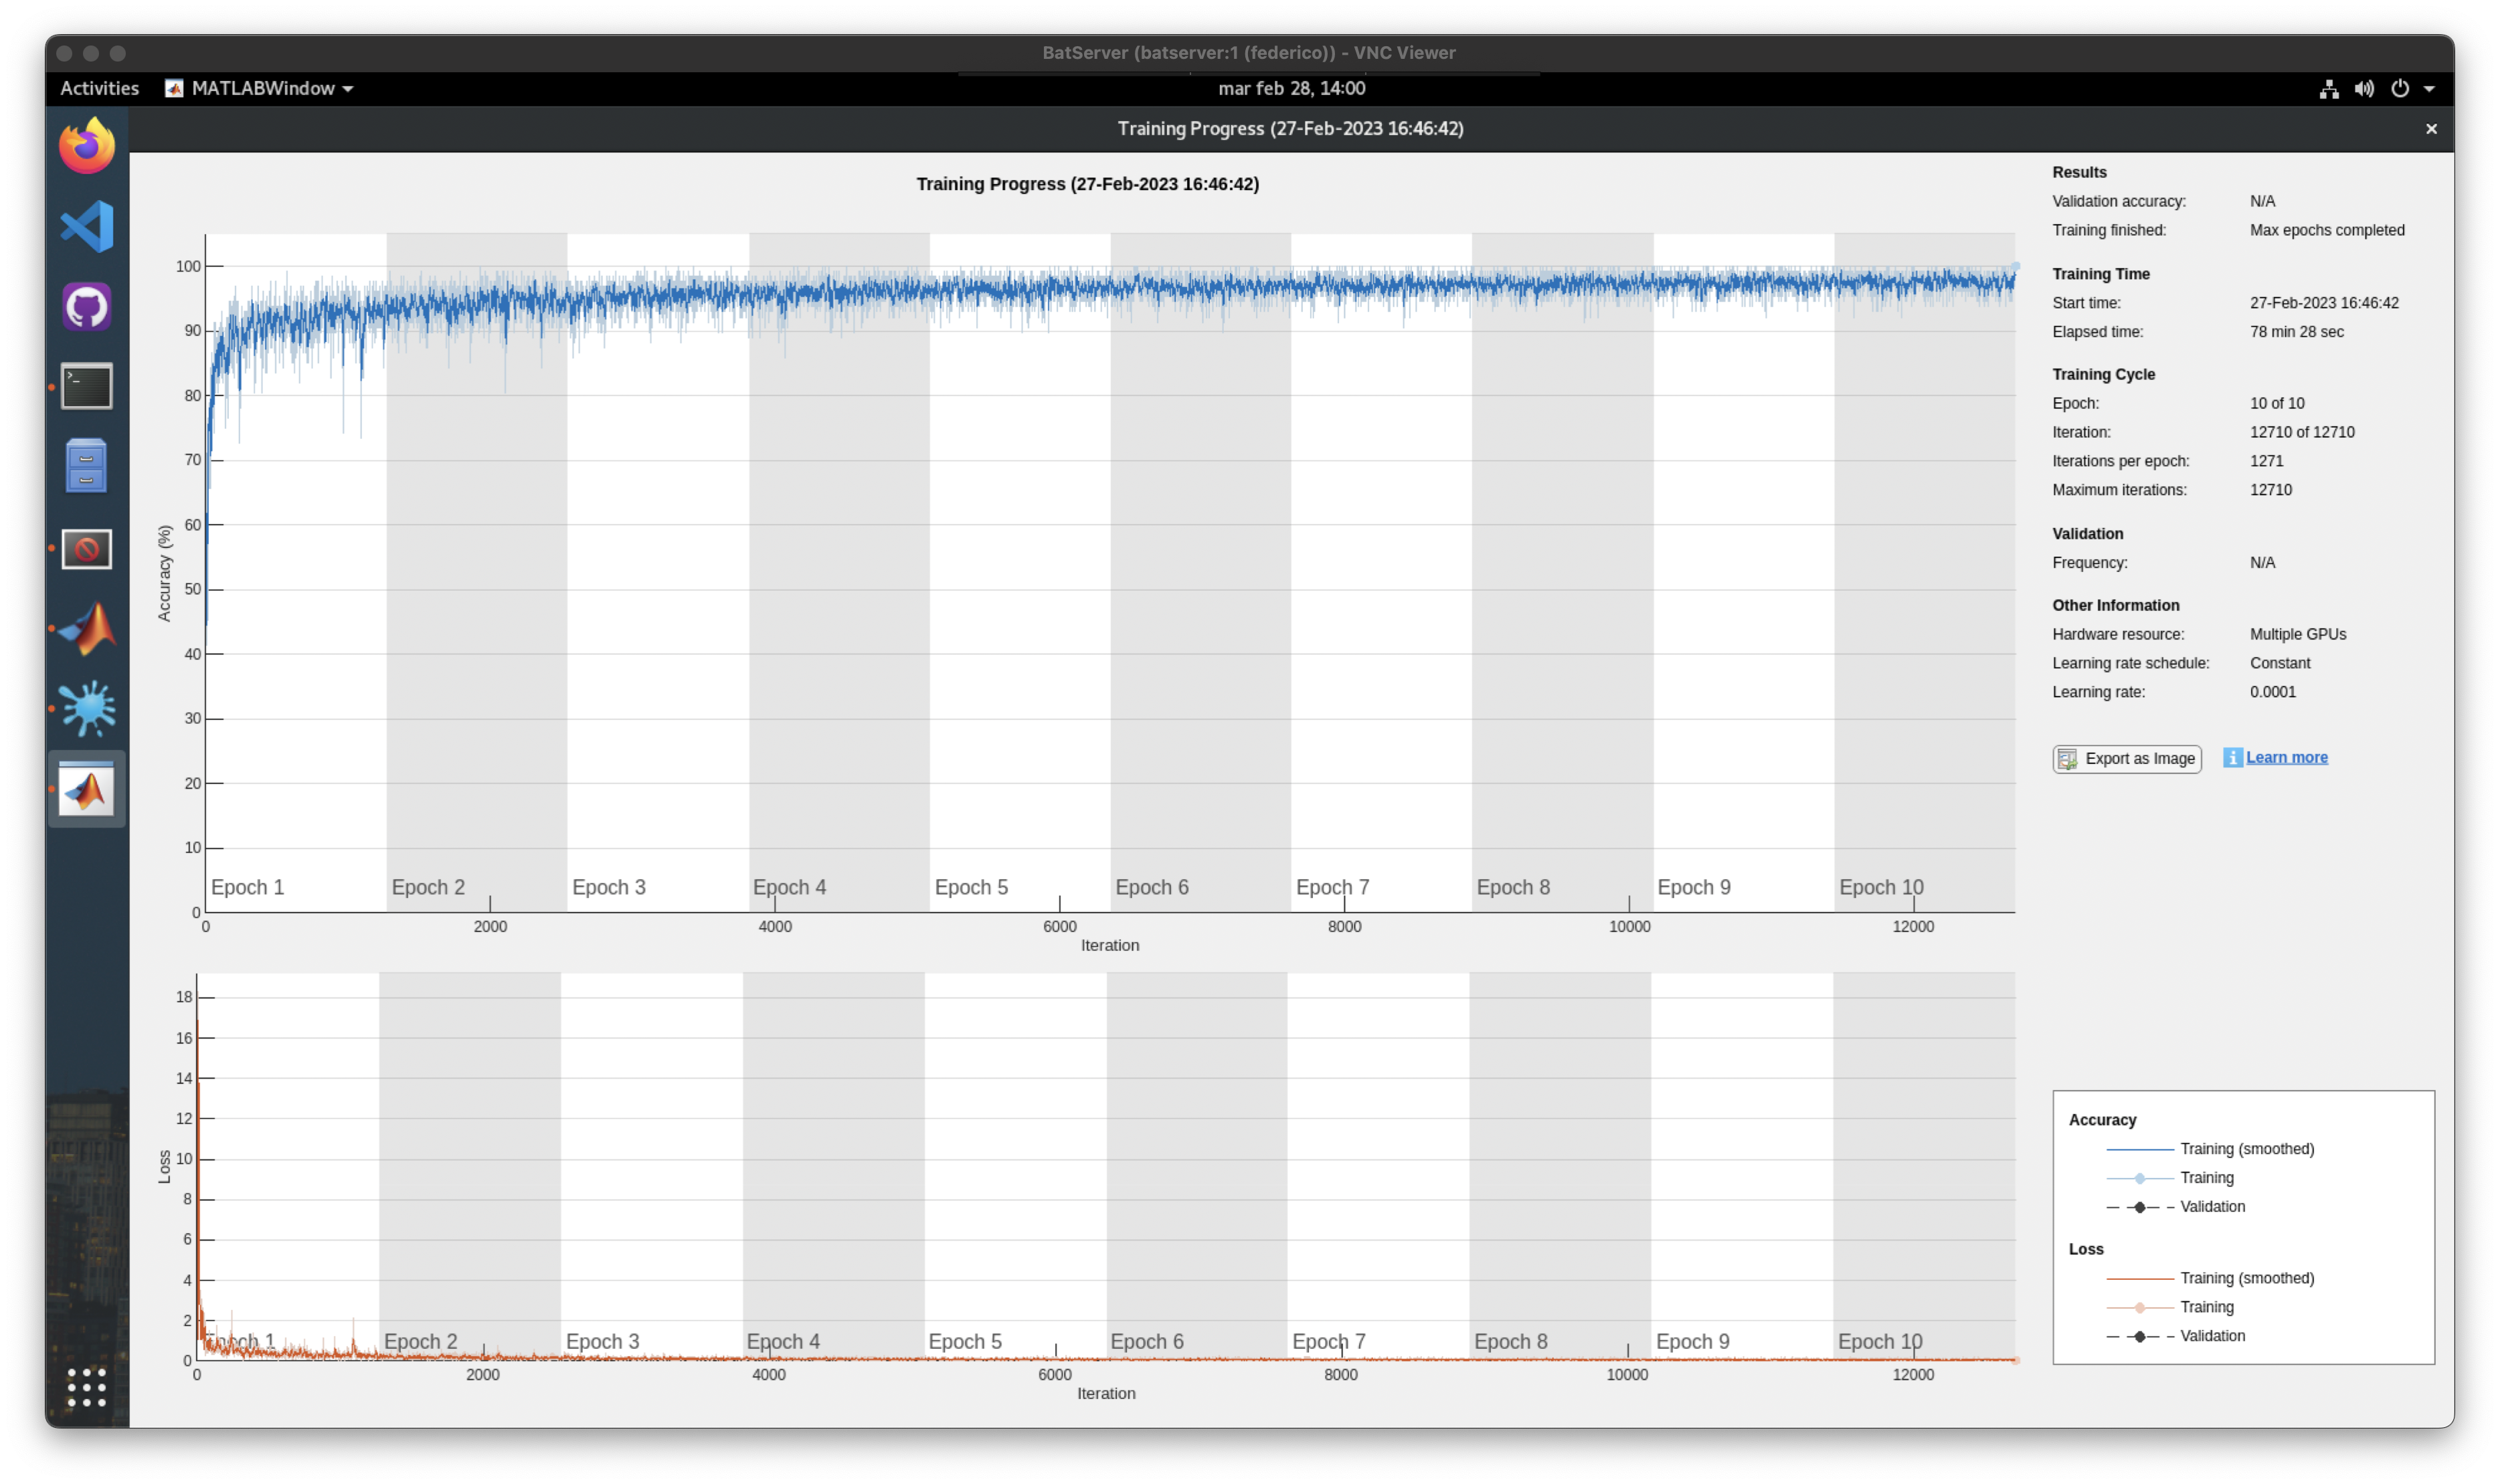 BatServer (batserver:1 (federico)) - VNC Viewer
Activities MATLABWindow mar feb 28, 14:00
Training Progress (27-Feb-2023 16:46:42) ×
Training Progress (27-Feb-2023 16:46:42)
100
90
80
70
60
50
40
30
20
10
0
Accuracy (%)
Epoch 1 Epoch 2 Epoch 3 Epoch 4 Epoch 5 Epoch 6 Epoch 7 Epoch 8 Epoch 9 Epoch 10
0 2000 4000 6000 8000 10000 12000
Iteration
18
16
14
12
10
8
6
4
2
0
Loss
Epoch 1 Epoch 2 Epoch 3 Epoch 4 Epoch 5 Epoch 6 Epoch 7 Epoch 8 Epoch 9 Epoch 10
0 2000 4000 6000 8000 10000 12000
Iteration
Results
Validation accuracy: N/A
Training finished: Max epochs completed
Training Time
Start time: 27-Feb-2023 16:46:42
Elapsed time: 78 min 28 sec
Training Cycle
Epoch: 10 of 10
Iteration: 12710 of 12710
Iterations per epoch: 1271
Maximum iterations: 12710
Validation
Frequency: N/A
Other Information
Hardware resource: Multiple GPUs
Learning rate schedule: Constant
Learning rate: 0.0001
Export as Image i Learn more
Accuracy
Training (smoothed)
Training
Validation
Loss
Training (smoothed)
Training
Validation